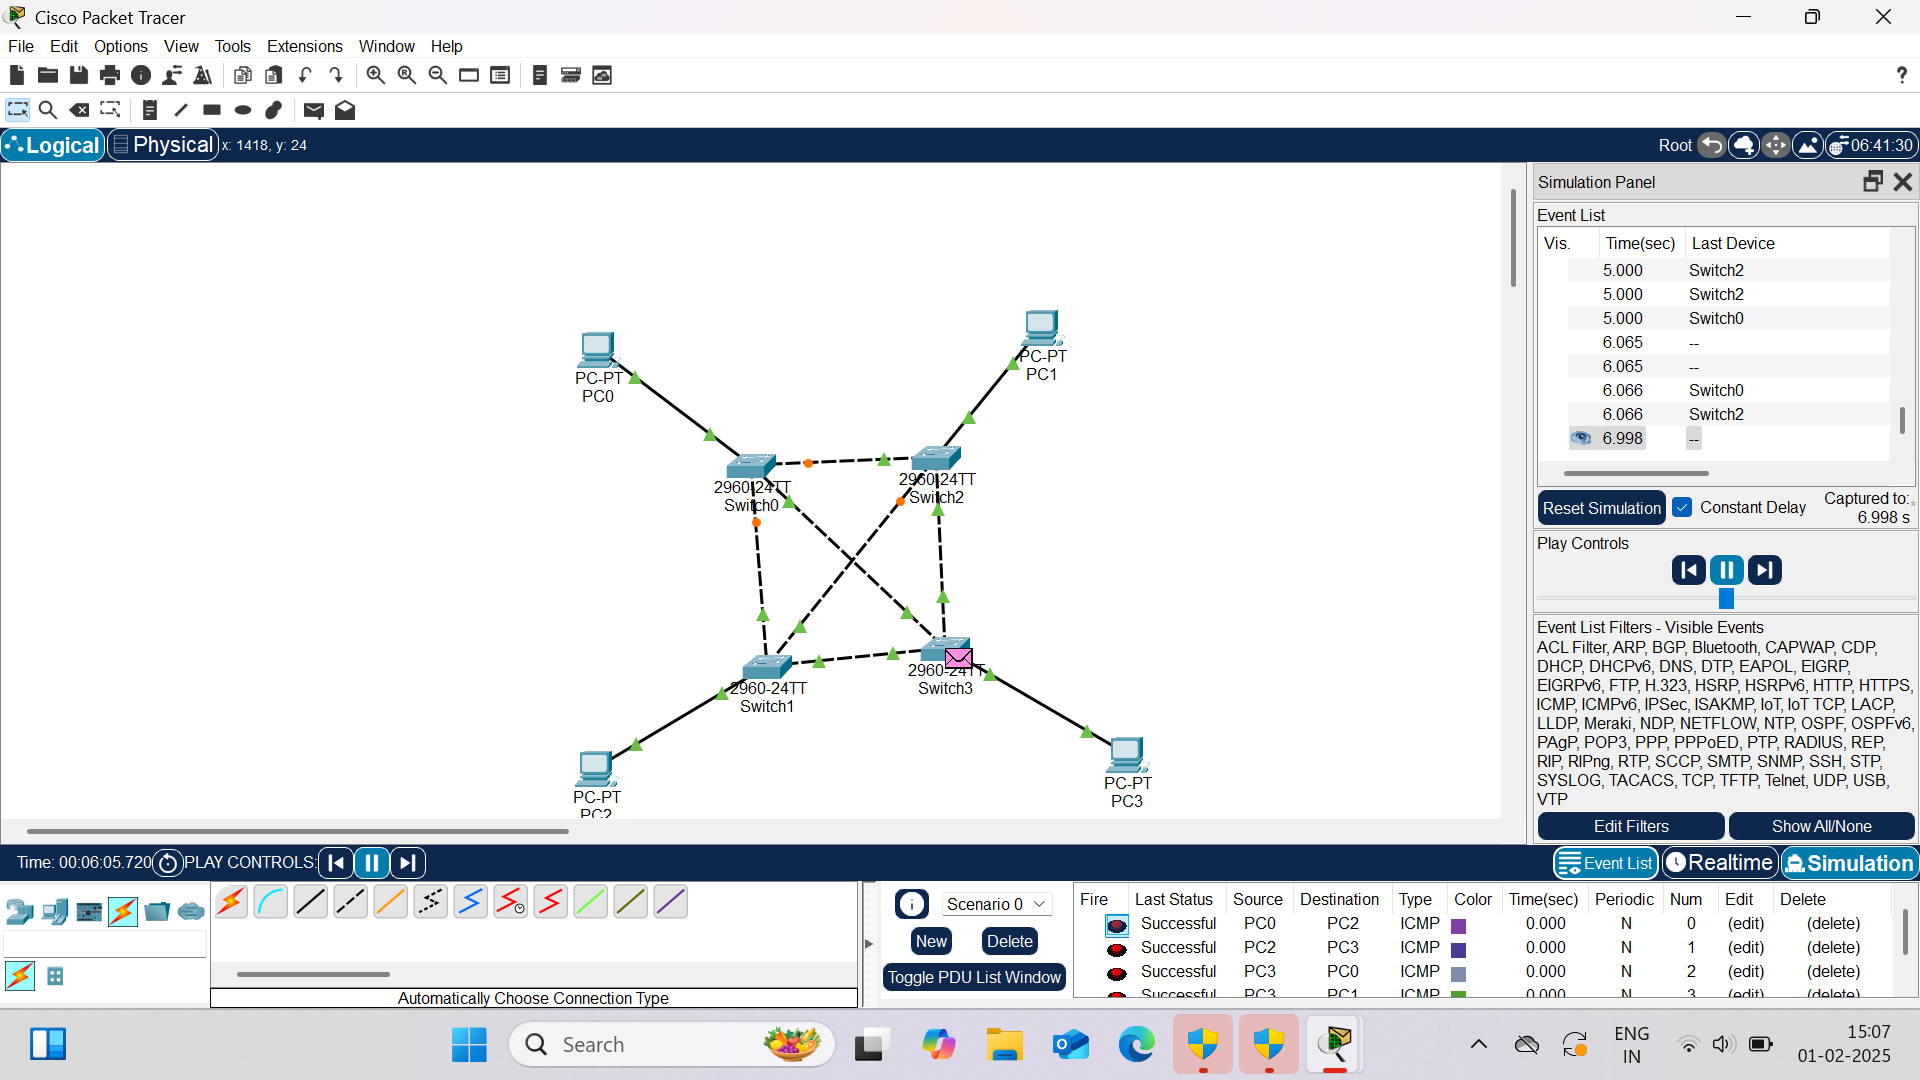 Cisco Packet Tracer
File Edit Options View Tools Extensions Window Help
Logical Physical x: 1418, y: 24 Root 06:41:30
PC-PT
PC0
PC-PT
PC1
2960-24TT
Switch0
2960-24TT
Switch2
2960-24TT
Switch1
2960-24TT
Switch3
PC-PT
PC2
PC-PT
PC3
Simulation Panel
Event List
Vis. Time(sec) Last Device
5.000 Switch2
5.000 Switch2
5.000 Switch0
6.065 --
6.065 --
6.066 Switch0
6.066 Switch2
6.998 --
Reset Simulation Constant Delay Captured to:
6.998 s
Play Controls
Event List Filters - Visible Events
ACL Filter, ARP, BGP, Bluetooth, CAPWAP, CDP,
DHCP, DHCPv6, DNS, DTP, EAPOL, EIGRP,
EIGRPv6, FTP, H.323, HSRP, HSRPv6, HTTP, HTTPS,
ICMP, ICMPv6, IPSec, ISAKMP, IoT, IoT TCP, LACP,
LLDP, Meraki, NDP, NETFLOW, NTP, OSPF, OSPFv6,
PAgP, POP3, PPP, PPPoED, PTP, RADIUS, REP,
RIP, RIPng, RTP, SCCP, SMTP, SNMP, SSH, STP,
SYSLOG, TACACS, TCP, TFTP, Telnet, UDP, USB,
VTP
Edit Filters Show All/None
Time: 00:06:05.720 PLAY CONTROLS: Event List Realtime Simulation
Automatically Choose Connection Type
Scenario 0
New Delete
Toggle PDU List Window
Fire Last Status Source Destination Type Color Time(sec) Periodic Num Edit Delete
Successful PC0 PC2 ICMP 0.000 N 0 (edit) (delete)
Successful PC2 PC3 ICMP 0.000 N 1 (edit) (delete)
Successful PC3 PC0 ICMP 0.000 N 2 (edit) (delete)
Successful PC3 PC1 ICMP 0.000 N 3 (edit) (delete)
Search
ENG
IN
15:07
01-02-2025